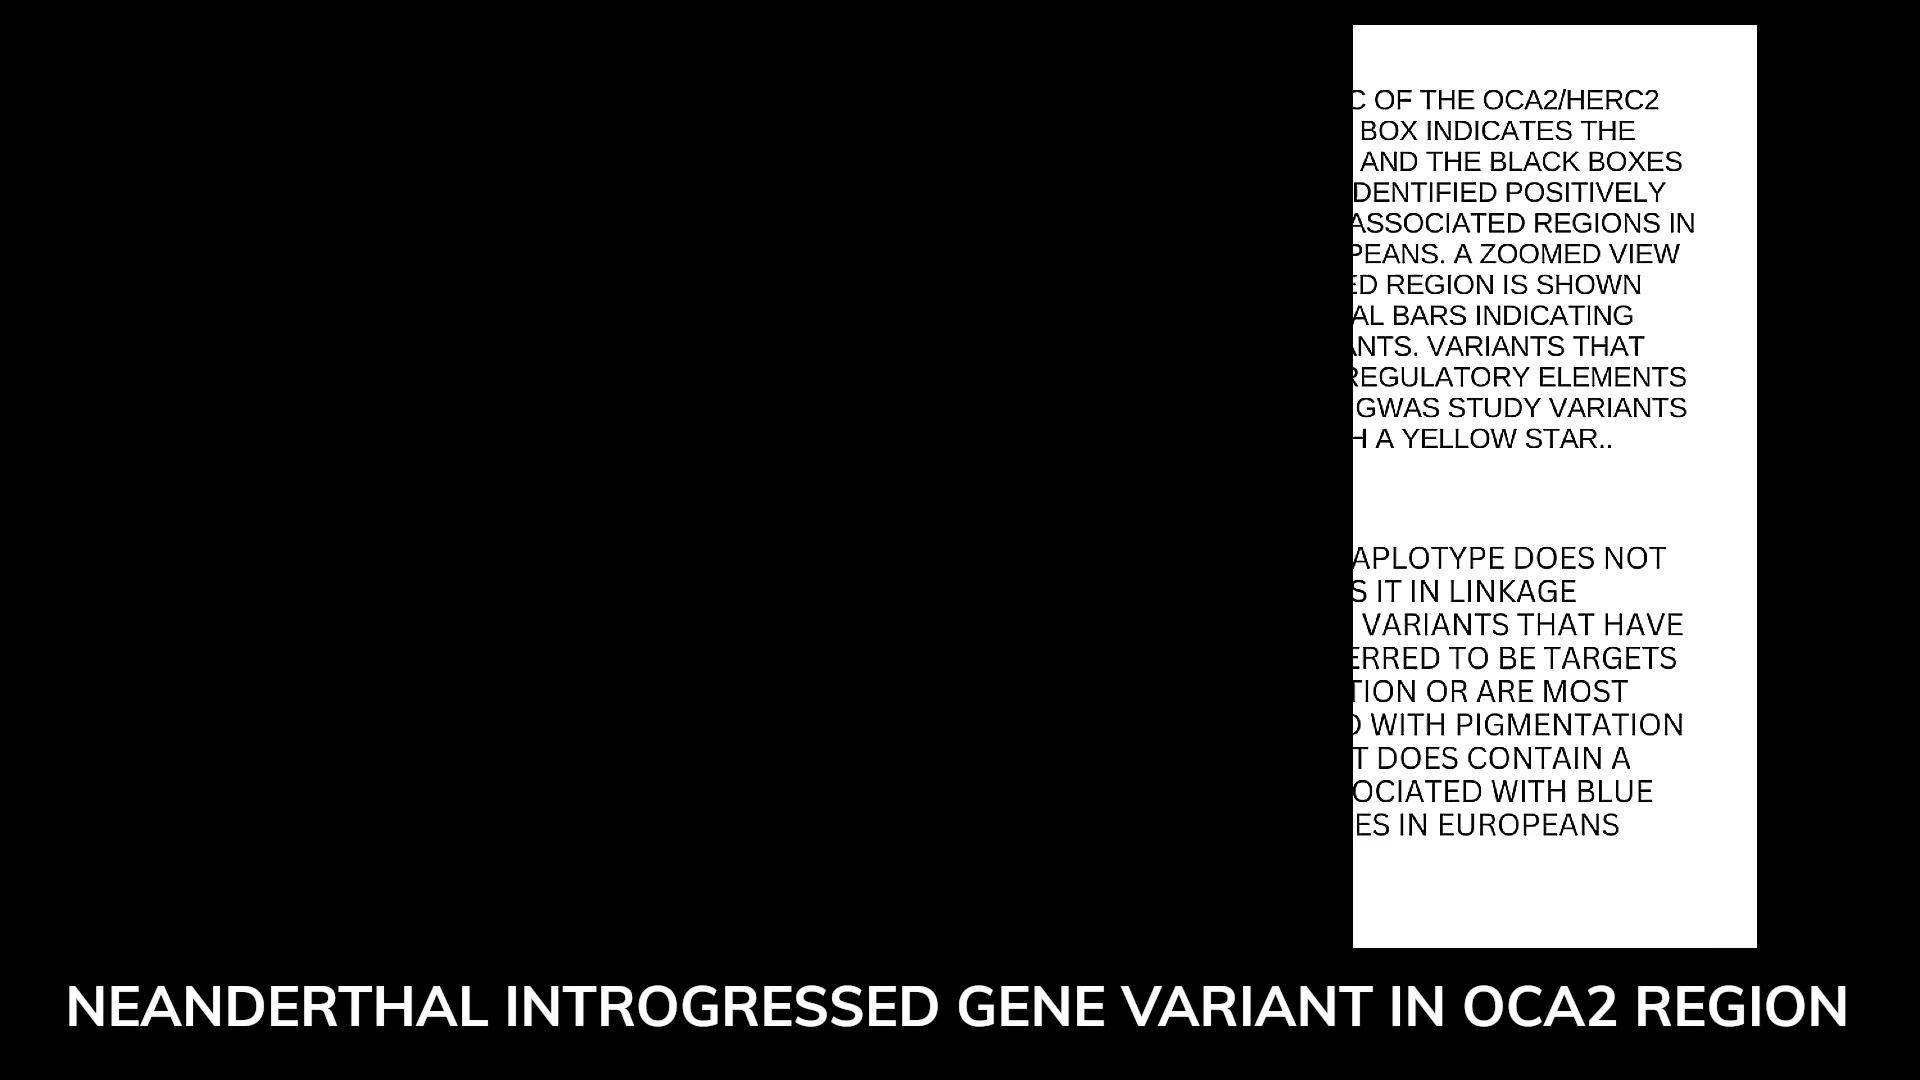 OF THE OCA2/HERC2
BOX INDICATES THE
AND THE BLACK BOXES
DENTIFIED POSITIVELY
ASSOCIATED REGIONS IN
PEANS. A ZOOMED VIEW
ED REGION IS SHOWN
AL BARS INDICATING
ANTS. VARIANTS THAT
REGULATORY ELEMENTS
GWAS STUDY VARIANTS
H A YELLOW STAR..
APLOTYPE DOES NOT
S IT IN LINKAGE
VARIANTS THAT HAVE
ERRED TO BE TARGETS
TION OR ARE MOST
WITH PIGMENTATION
T DOES CONTAIN A
OCIATED WITH BLUE
ES IN EUROPEANS
NEANDERTHAL INTROGRESSED GENE VARIANT IN OCA2 REGION